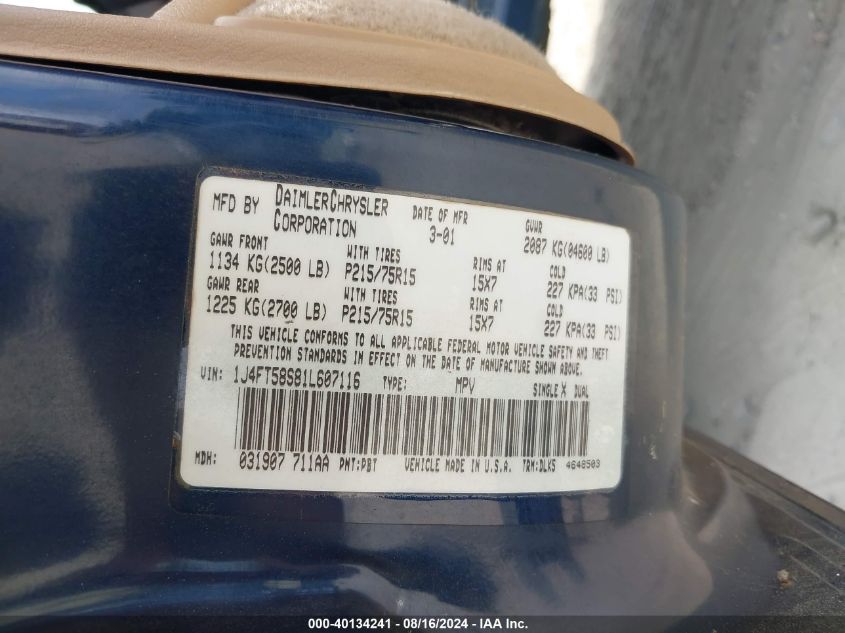 MFD BY DAIMLERCHRYSLER CORPORATION DATE OF MFR 3-01 GVWR 2087 KG(04600 LB)
GAWR FRONT WITH TIRES RIMS AT COLD
1134 KG(2500 LB) P215/75R15 15X7 227 KPA(33 PSI)
GAWR REAR WITH TIRES RIMS AT COLD
1225 KG(2700 LB) P215/75R15 15X7 227 KPA(33 PSI)
THIS VEHICLE CONFORMS TO ALL APPLICABLE FEDERAL MOTOR VEHICLE SAFETY AND THEFT
PREVENTION STANDARDS IN EFFECT ON THE DATE OF MANUFACTURE SHOWN ABOVE.
VIN: 1J4FT58S81L607116 TYPE: MPV SINGLE X DUAL
MDH: 031907 711AA PNT:PBT VEHICLE MADE IN U.S.A. TRM:DLK5 4648503
000-40134241 - 08/16/2024 - IAA Inc.